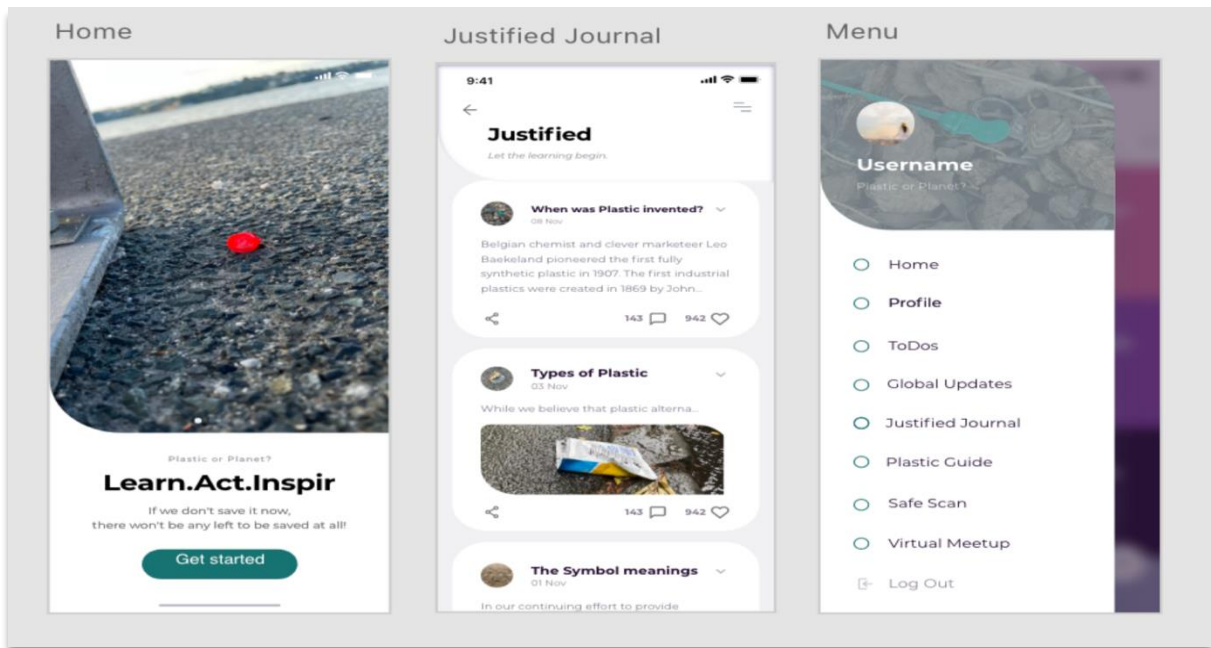 Home
Plastic or Planet?
Learn.Act.Inspir
If we don't save it now,
there won't be any left to be saved at all!
Get started
Justified Journal
9:41
Justified
Let the learning begin.
When was Plastic invented?
08 Nov
Belgian chemist and clever marketeer Leo
Baekeland pioneered the first fully
synthetic plastic in 1907. The first industrial
plastics were created in 1869 by John...
143 942
Types of Plastic
03 Nov
While we believe that plastic alterna...
143 942
The Symbol meanings
01 Nov
In our continuing effort to provide
Menu
Username
Plastic or Planet?
Home
Profile
ToDos
Global Updates
Justified Journal
Plastic Guide
Safe Scan
Virtual Meetup
Log Out